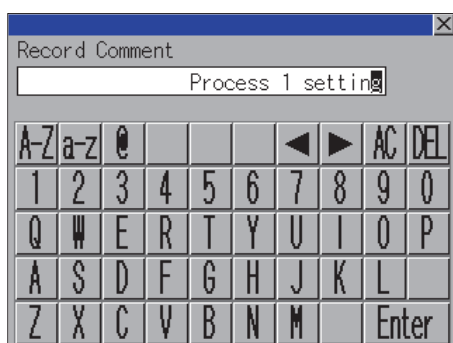 Record Comment
Process 1 setting
A-Z a-z @ ◀ ▶ AC DEL
1 2 3 4 5 6 7 8 9 0
Q W E R T Y U I O P
A S D F G H J K L
Z X C V B N M Enter